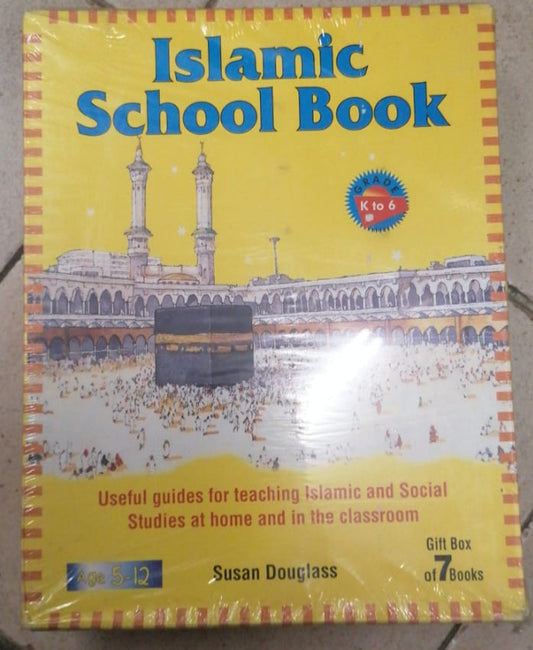 Islamic
School Book
GRADE
K to 6
Useful guides for teaching Islamic and Social
Studies at home and in the classroom
Age 5-12
Susan Douglass
Gift Box
of 7 Books